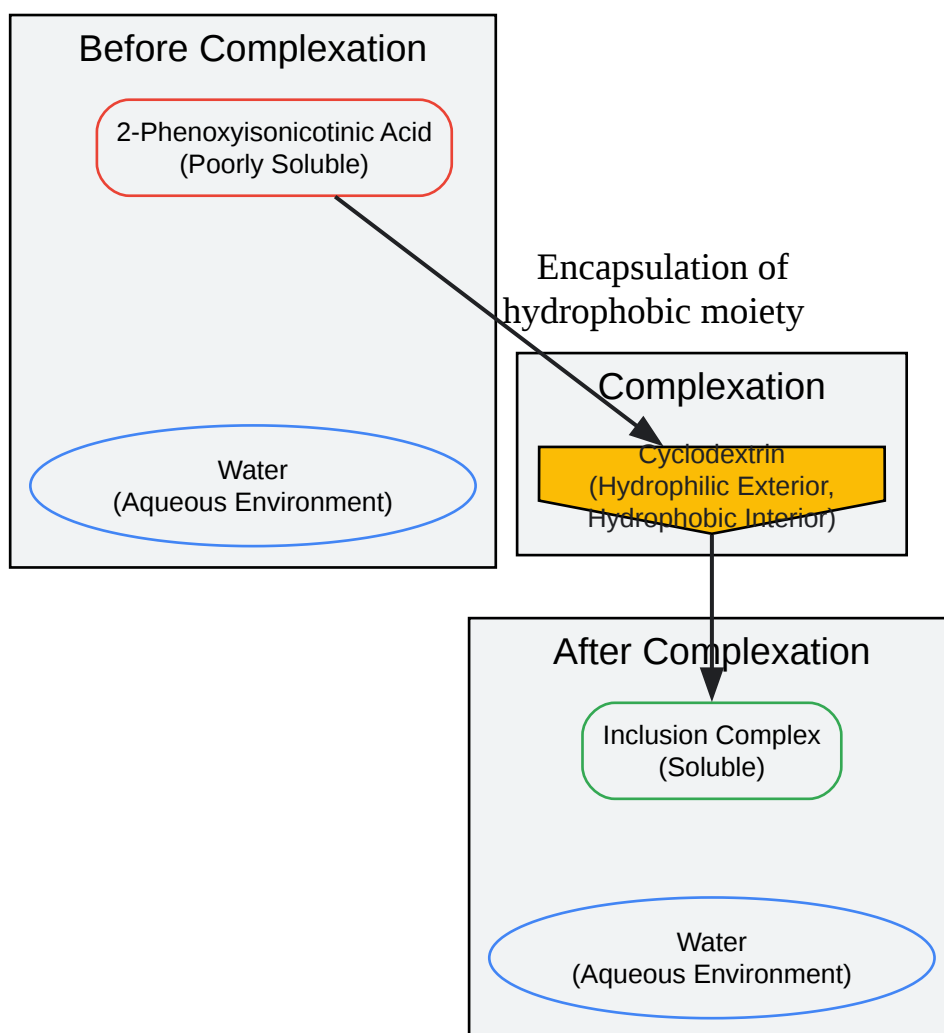 Before Complexation
2-Phenoxyisonicotinic Acid
(Poorly Soluble)
Water
(Aqueous Environment)
Encapsulation of
hydrophobic moiety
Complexation
Cyclodextrin
(Hydrophilic Exterior,
Hydrophobic Interior)
After Complexation
Inclusion Complex
(Soluble)
Water
(Aqueous Environment)